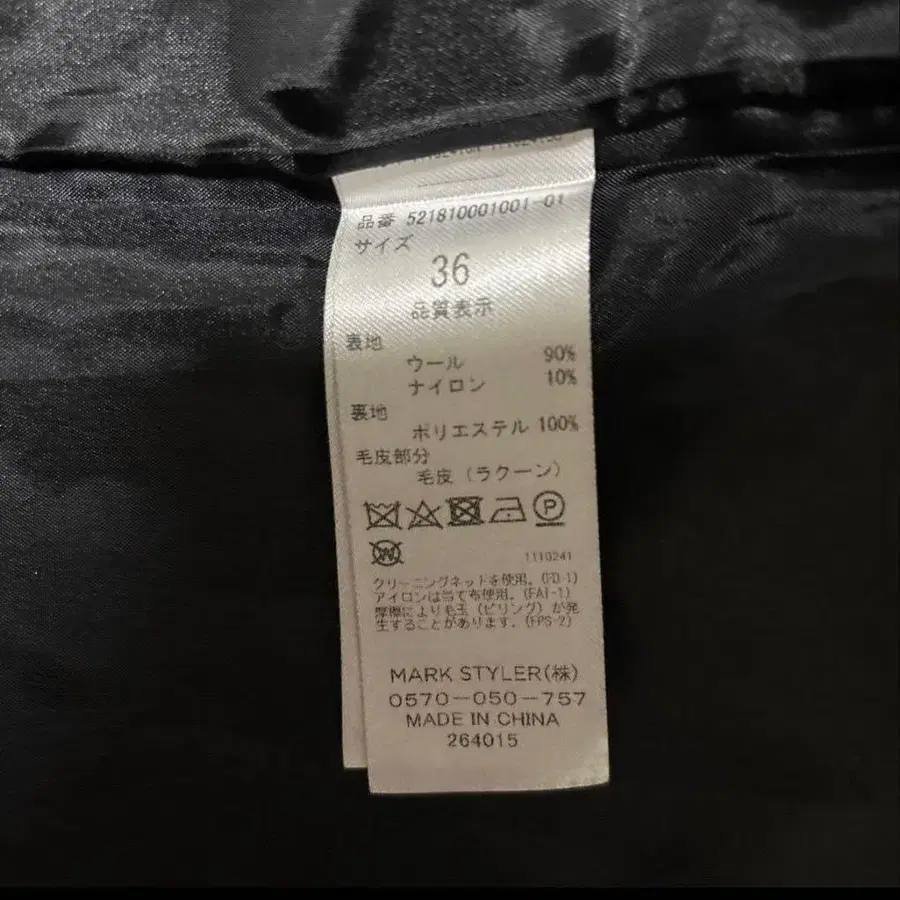 品番 521810001001-01
サイズ
36
品質表示
表地
ウール 90%
ナイロン 10%
裏地
ポリエステル 100%
毛皮部分
毛皮(ラクーン)
P
W
1110241
クリーニングネットを使用。(FD-1)
アイロンは当て布使用。(FAI-1)
摩擦により毛玉(ピリング)が発
生することがあります。(FPS-2)
MARK STYLER(株)
0570-050-757
MADE IN CHINA
264015